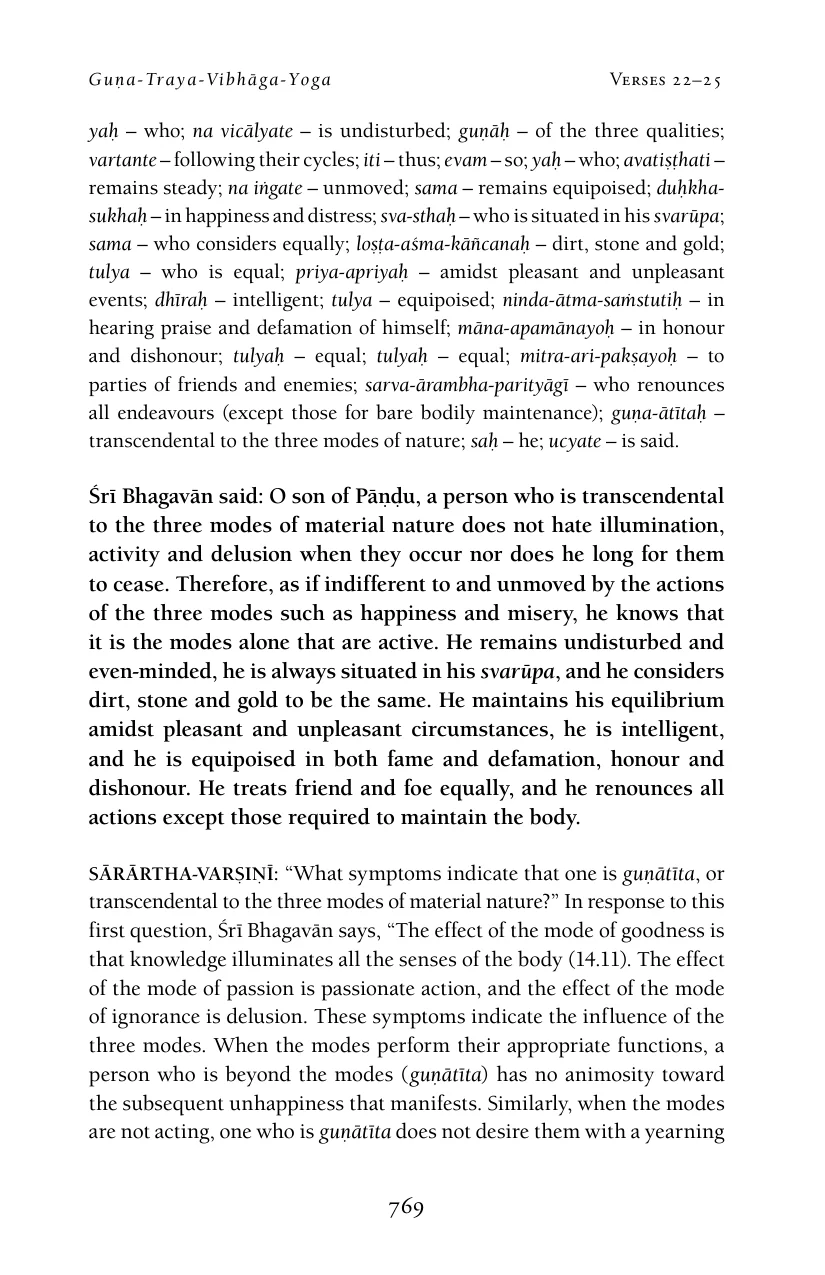 Guṇa-Traya-Vibhāga-Yoga Verses 22–25
yaḥ – who; na vicālyate – is undisturbed; guṇāḥ – of the three qualities;
vartante – following their cycles; iti – thus; evam – so; yaḥ – who; avatiṣṭhati –
remains steady; na iṅgate – unmoved; sama – remains equipoised; duḥkha-
sukhaḥ – in happiness and distress; sva-sthaḥ – who is situated in his svarūpa;
sama – who considers equally; loṣṭa-aśma-kāñcanaḥ – dirt, stone and gold;
tulya – who is equal; priya-apriyaḥ – amidst pleasant and unpleasant
events; dhīraḥ – intelligent; tulya – equipoised; ninda-ātma-saṁstutiḥ – in
hearing praise and defamation of himself; māna-apamānayoḥ – in honour
and dishonour; tulyaḥ – equal; tulyaḥ – equal; mitra-ari-pakṣayoḥ – to
parties of friends and enemies; sarva-ārambha-parityāgī – who renounces
all endeavours (except those for bare bodily maintenance); guṇa-ātītaḥ –
transcendental to the three modes of nature; saḥ – he; ucyate – is said.
Śrī Bhagavān said: O son of Pāṇḍu, a person who is transcendental
to the three modes of material nature does not hate illumination,
activity and delusion when they occur nor does he long for them
to cease. Therefore, as if indifferent to and unmoved by the actions
of the three modes such as happiness and misery, he knows that
it is the modes alone that are active. He remains undisturbed and
even-minded, he is always situated in his svarūpa, and he considers
dirt, stone and gold to be the same. He maintains his equilibrium
amidst pleasant and unpleasant circumstances, he is intelligent,
and he is equipoised in both fame and defamation, honour and
dishonour. He treats friend and foe equally, and he renounces all
actions except those required to maintain the body.
SĀRĀRTHA-VARṢIṆĪ: “What symptoms indicate that one is guṇātīta, or
transcendental to the three modes of material nature?” In response to this
first question, Śrī Bhagavān says, “The effect of the mode of goodness is
that knowledge illuminates all the senses of the body (14.11). The effect
of the mode of passion is passionate action, and the effect of the mode
of ignorance is delusion. These symptoms indicate the influence of the
three modes. When the modes perform their appropriate functions, a
person who is beyond the modes (guṇātīta) has no animosity toward
the subsequent unhappiness that manifests. Similarly, when the modes
are not acting, one who is guṇātīta does not desire them with a yearning
769